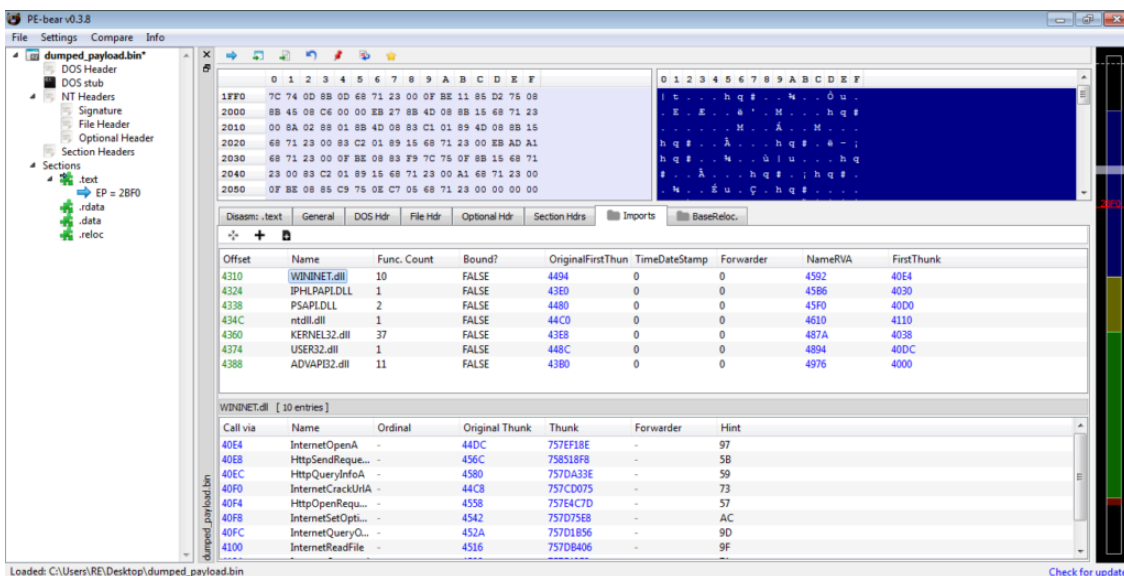 PE-bear v0.3.8
File Settings Compare Info
dumped_payload.bin*
DOS Header
DOS stub
NT Headers
Signature
File Header
Optional Header
Section Headers
Sections
.text
EP = 2BF0
.rdata
.data
.reloc
0 1 2 3 4 5 6 7 8 9 A B C D E F 0 1 2 3 4 5 6 7 8 9 A B C D E F
1FF0 7C 74 0D 8B 0D 68 71 23 00 0F BE 11 85 D2 75 08 | t . . . h q # . . ¾ . . Ò u .
2000 8B 45 08 C6 00 00 EB 27 8B 4D 08 8B 15 68 71 23 . E . Æ . . ë ' . M . . . h q #
2010 00 8A 02 88 01 8B 4D 08 83 C1 01 89 4D 08 8B 15 . . . . . . M . . Á . . M . . .
2020 68 71 23 00 83 C2 01 89 15 68 71 23 00 EB AD A1 h q # . . Â . . . h q # . ë - ¡
2030 68 71 23 00 0F BE 08 83 F9 7C 75 0F 8B 15 68 71 h q # . . ¾ . . ù | u . . . h q
2040 23 00 83 C2 01 89 15 68 71 23 00 A1 68 71 23 00 # . . Â . . . h q # . ¡ h q # .
2050 0F BE 08 85 C9 75 0E C7 05 68 71 23 00 00 00 00 . ¾ . . É u . Ç . h q # . . . .
2BF0
Disasm: .text General DOS Hdr File Hdr Optional Hdr Section Hdrs Imports BaseReloc.
Offset Name Func. Count Bound? OriginalFirstThun TimeDateStamp Forwarder NameRVA FirstThunk
4310 WININET.dll 10 FALSE 4494 0 0 4592 40E4
4324 IPHLPAPI.DLL 1 FALSE 43E0 0 0 45B6 4030
4338 PSAPI.DLL 2 FALSE 4480 0 0 45F0 40D0
434C ntdll.dll 1 FALSE 44C0 0 0 4610 4110
4360 KERNEL32.dll 37 FALSE 43E8 0 0 487A 4038
4374 USER32.dll 1 FALSE 448C 0 0 4894 40DC
4388 ADVAPI32.dll 11 FALSE 43B0 0 0 4976 4000
WININET.dll [ 10 entries ]
Call via Name Ordinal Original Thunk Thunk Forwarder Hint
40E4 InternetOpenA - 44DC 757EF18E - 97
40E8 HttpSendReque... - 456C 758518F8 - 5B
40EC HttpQueryInfoA - 4580 757DA33E - 59
40F0 InternetCrackUrlA - 44C8 757CD075 - 73
40F4 HttpOpenRequ... - 4558 757E4C7D - 57
40F8 InternetSetOpti... - 4542 757D75E8 - AC
40FC InternetQueryO... - 452A 757D1B56 - 9D
4100 InternetReadFile - 4516 757DB406 - 9F
dumped_payload.bin
Loaded: C:\Users\RE\Desktop\dumped_payload.bin
Check for update